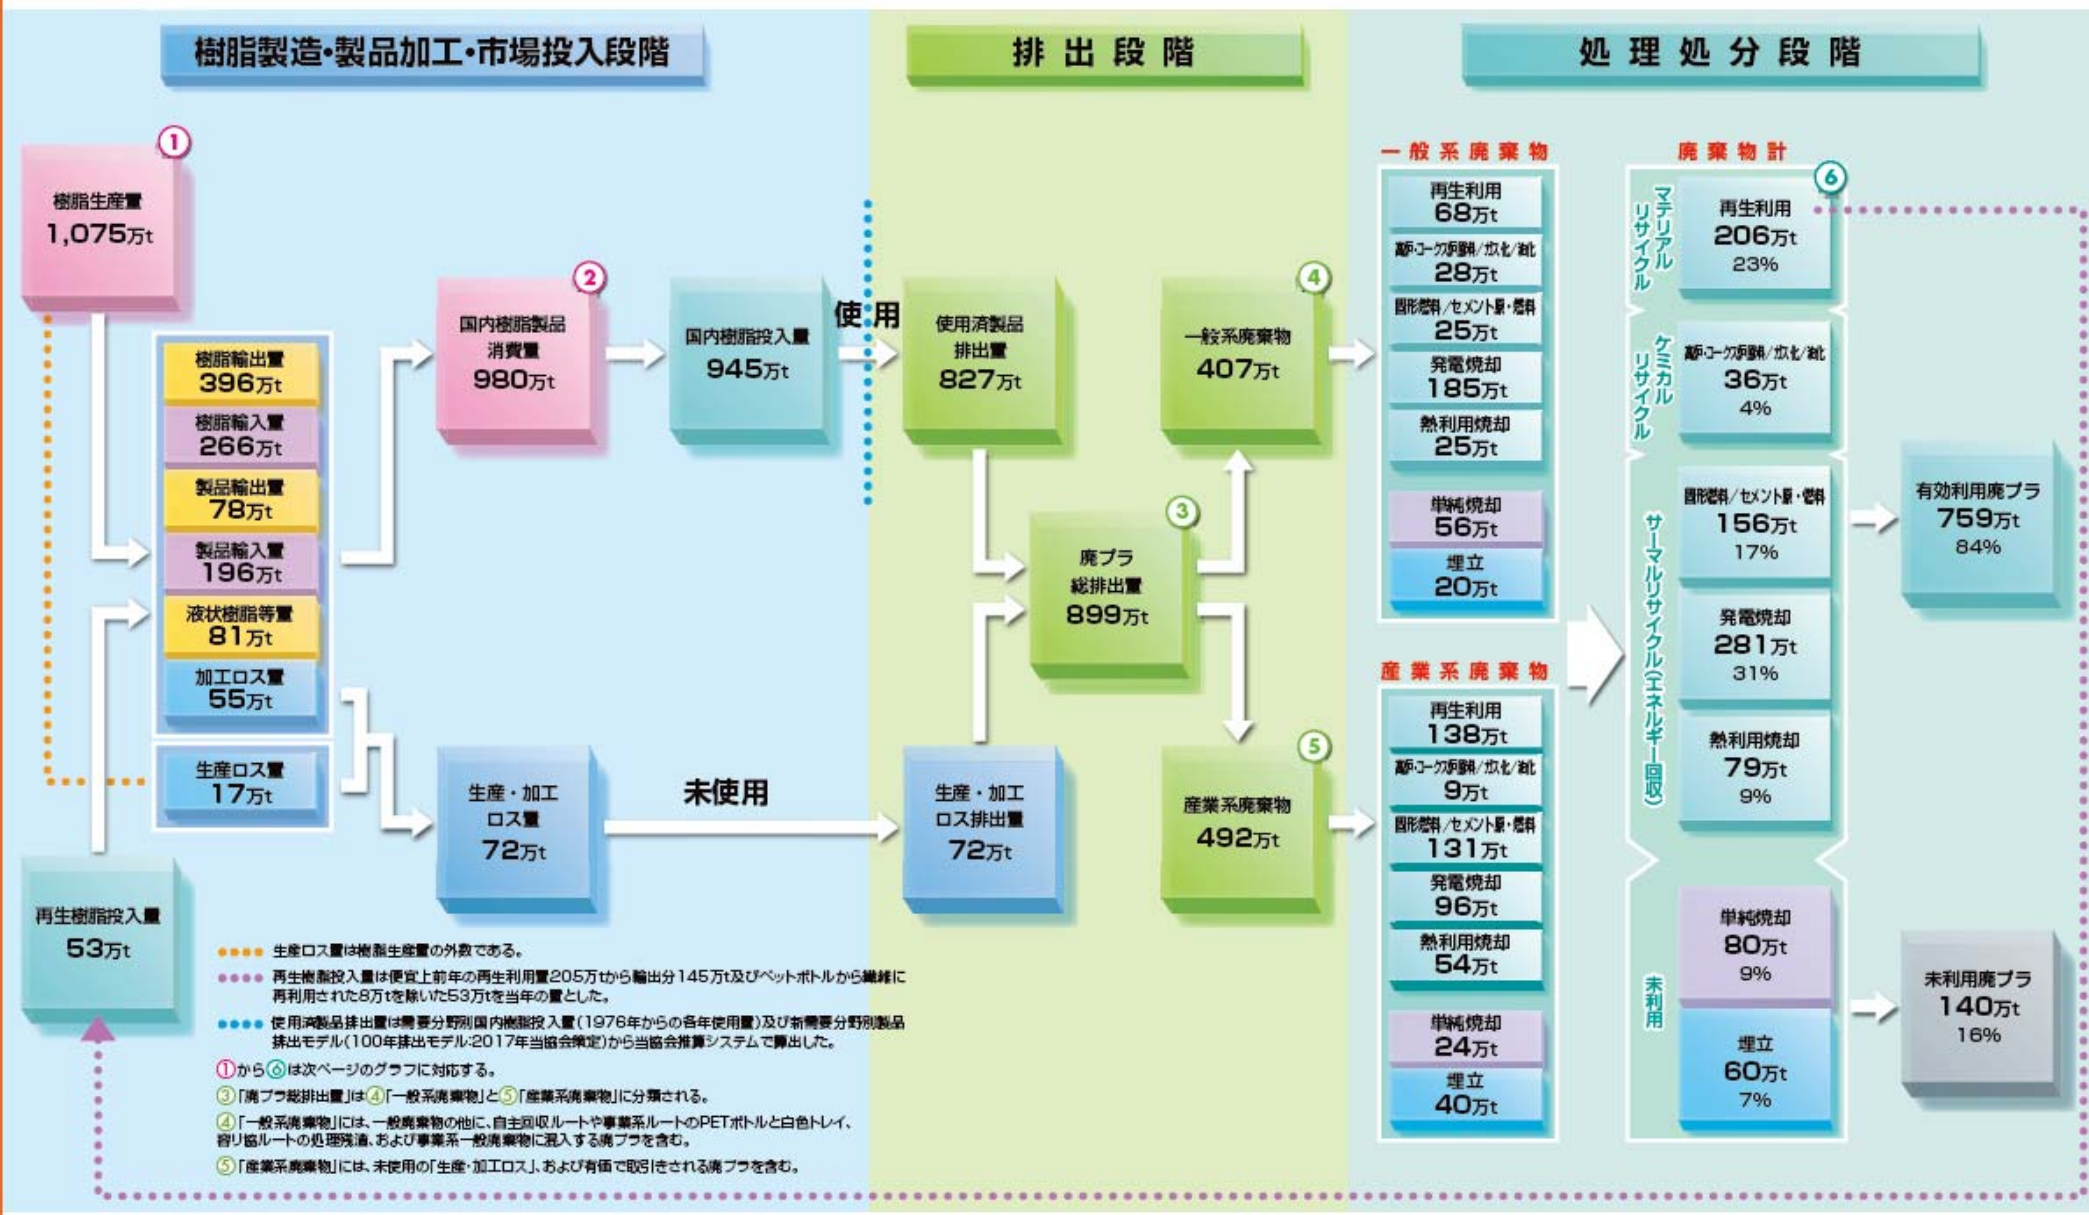 樹脂製造・製品加工・市場投入段階
排出段階
処理処分段階
①
樹脂生産量
1,075万t
樹脂輸出量
396万t
樹脂輸入量
266万t
製品輸出量
78万t
製品輸入量
196万t
液状樹脂等量
81万t
加工ロス量
55万t
生産ロス量
17万t
再生樹脂投入量
53万t
②
国内樹脂製品
消費量
980万t
国内樹脂投入量
945万t
使用
生産・加工
ロス量
72万t
未使用
使用済製品
排出量
827万t
③
廃プラ
総排出量
899万t
生産・加工
ロス排出量
72万t
④
一般系廃棄物
407万t
⑤
産業系廃棄物
492万t
一般系廃棄物
再生利用
68万t
高炉・コークス炉原料/ガス化/油化
28万t
固形燃料/セメント原・燃料
25万t
発電焼却
185万t
熱利用焼却
25万t
単純焼却
56万t
埋立
20万t
産業系廃棄物
再生利用
138万t
高炉・コークス炉原料/ガス化/油化
9万t
固形燃料/セメント原・燃料
131万t
発電焼却
96万t
熱利用焼却
54万t
単純焼却
24万t
埋立
40万t
廃棄物計
⑥
マテリアル
リサイクル
再生利用
206万t
23%
ケミカル
リサイクル
高炉・コークス炉原料/ガス化/油化
36万t
4%
サーマルリサイクル(エネルギー回収)
固形燃料/セメント原・燃料
156万t
17%
発電焼却
281万t
31%
熱利用焼却
79万t
9%
未利用
単純焼却
80万t
9%
埋立
60万t
7%
有効利用廃プラ
759万t
84%
未利用廃プラ
140万t
16%
生産ロス量は樹脂生産量の外数である。
再生樹脂投入量は便宜上前年の再生利用量205万tから輸出分145万t及びペットボトルから繊維に
再利用された8万tを除いた53万tを当年の量とした。
使用済製品排出量は需要分野別国内樹脂投入量(1976年からの各年使用量)及び新需要分野別製品
排出モデル(100年排出モデル:2017年当協会策定)から当協会推算システムで算出した。
①から⑥は次ページのグラフに対応する。
③「廃プラ総排出量」は④「一般系廃棄物」と⑤「産業系廃棄物」に分類される。
④「一般系廃棄物」には、一般廃棄物の他に、自主回収ルートや事業系ルートのPETボトルと白色トレイ、
容リ協ルートの処理残渣、および事業系一般廃棄物に混入する廃プラを含む。
⑤「産業系廃棄物」には、未使用の「生産・加工ロス」、および有価で取引きされる廃プラを含む。